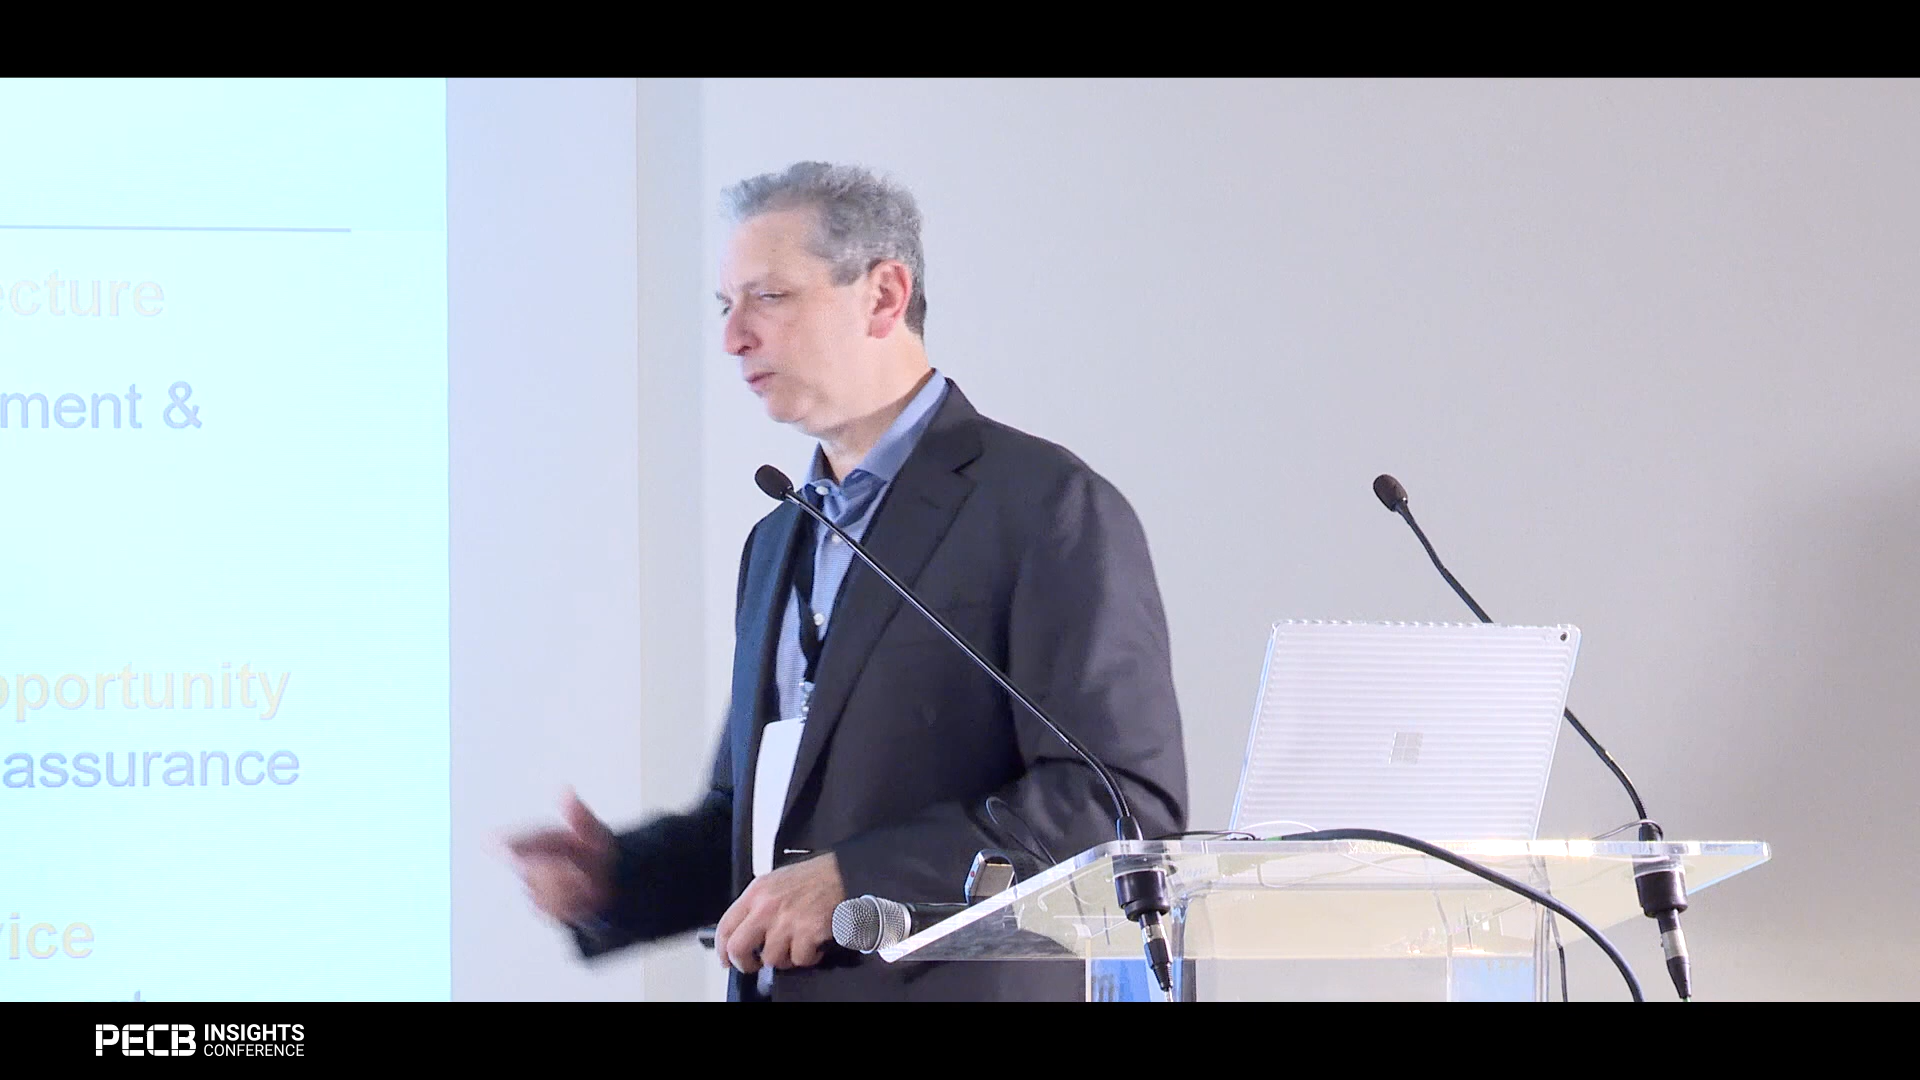 ecture
ment &
pportunity
assurance
vice
PECB INSIGHTS
CONFERENCE